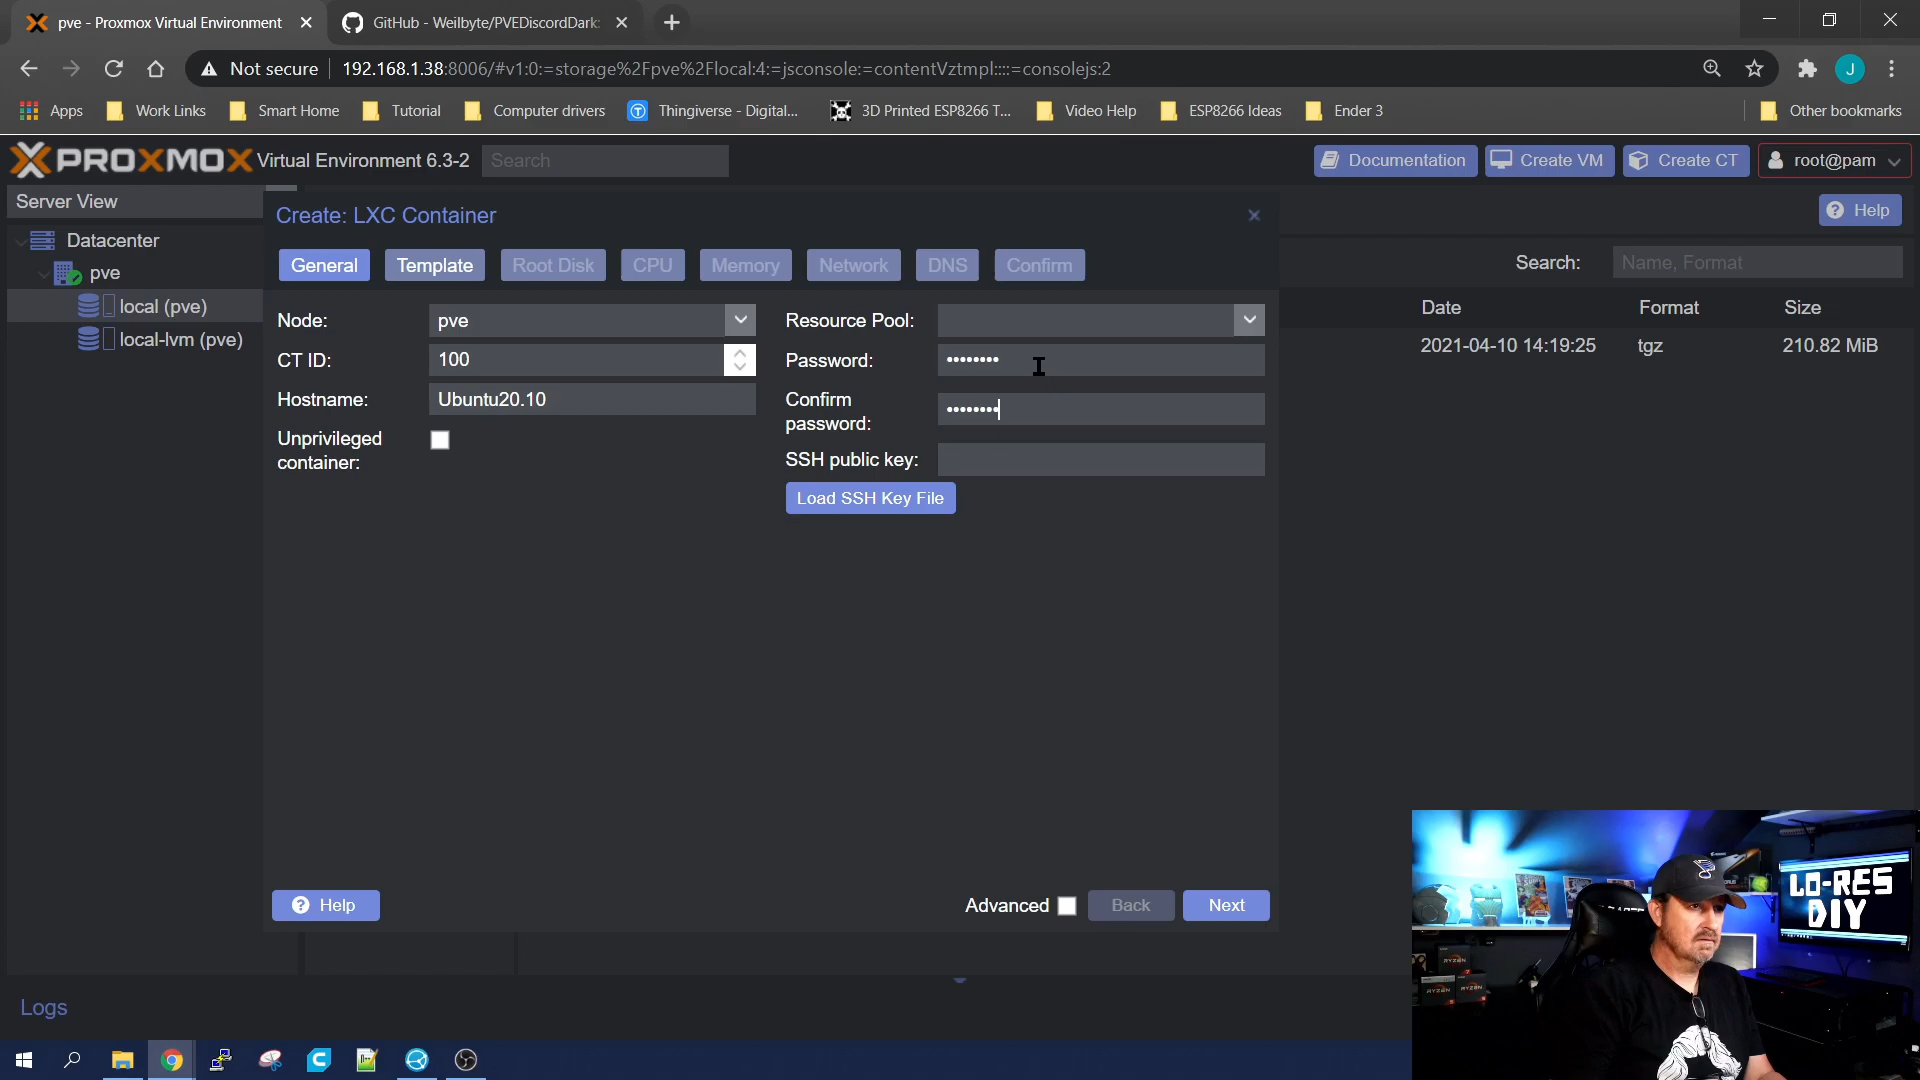 pve - Proxmox Virtual Environment
GitHub - Weilbyte/PVEDiscordDark:
Not secure
192.168.1.38:8006/#v1:0:=storage%2Fpve%2Flocal:4:=jsconsole:=contentVztmpl::::=consolejs:2
J
Apps
Work Links
Smart Home
Tutorial
Computer drivers
Thingiverse - Digital...
3D Printed ESP8266 T...
Video Help
ESP8266 Ideas
Ender 3
Other bookmarks
PROXMOX Virtual Environment 6.3-2
Search
Documentation
Create VM
Create CT
root@pam
Server View
Help
Create: LXC Container
Datacenter
pve
local (pve)
local-lvm (pve)
General
Template
Root Disk
CPU
Memory
Network
DNS
Confirm
Search:
Name, Format
Date
Format
Size
2021-04-10 14:19:25
tgz
210.82 MiB
Node:
pve
Resource Pool:
CT ID:
100
Password:
••••••••
Hostname:
Ubuntu20.10
Confirm
password:
••••••••
Unprivileged
container:
SSH public key:
Load SSH Key File
Help
Advanced
Back
Next
LO-RES
DIY
RYZEN
RYZEN
RYZEN
Logs